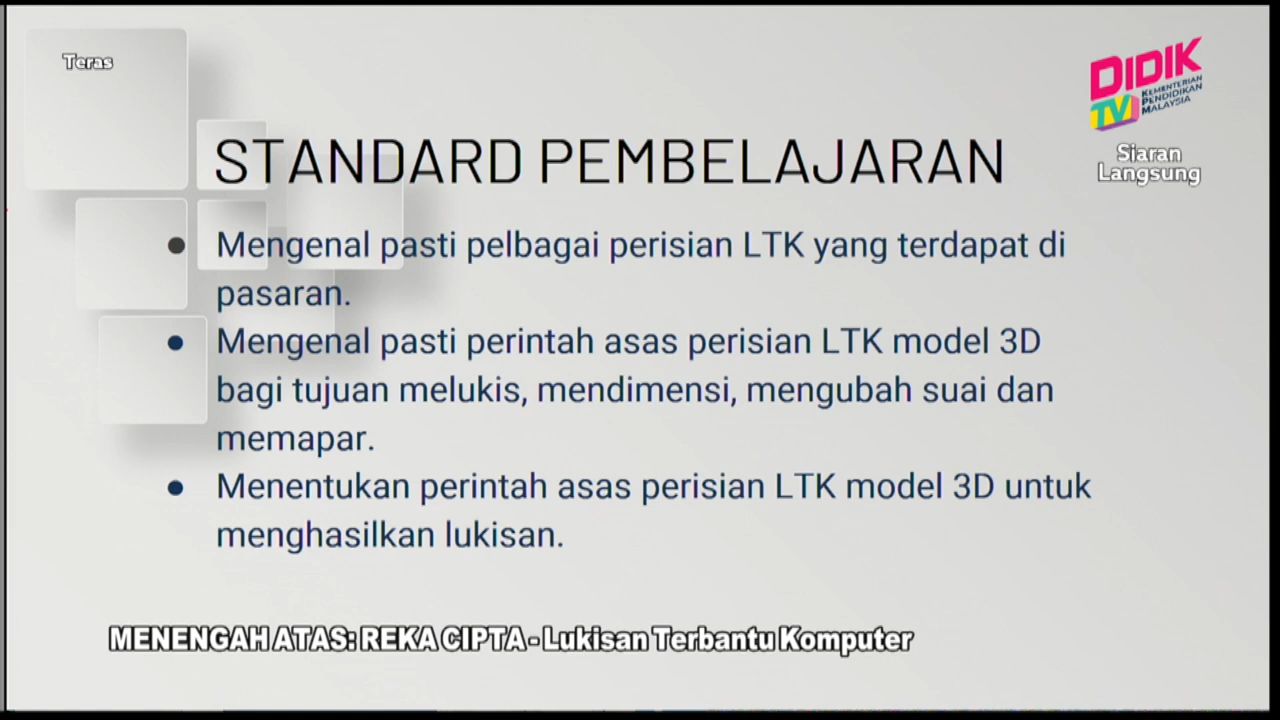 Teras
DIDIK
TV
KEMENTERIAN
PENDIDIKAN
MALAYSIA
Siaran
Langsung
STANDARD PEMBELAJARAN
● Mengenal pasti pelbagai perisian LTK yang terdapat di
pasaran.
● Mengenal pasti perintah asas perisian LTK model 3D
bagi tujuan melukis, mendimensi, mengubah suai dan
memapar.
● Menentukan perintah asas perisian LTK model 3D untuk
menghasilkan lukisan.
MENENGAH ATAS: REKA CIPTA - Lukisan Terbantu Komputer